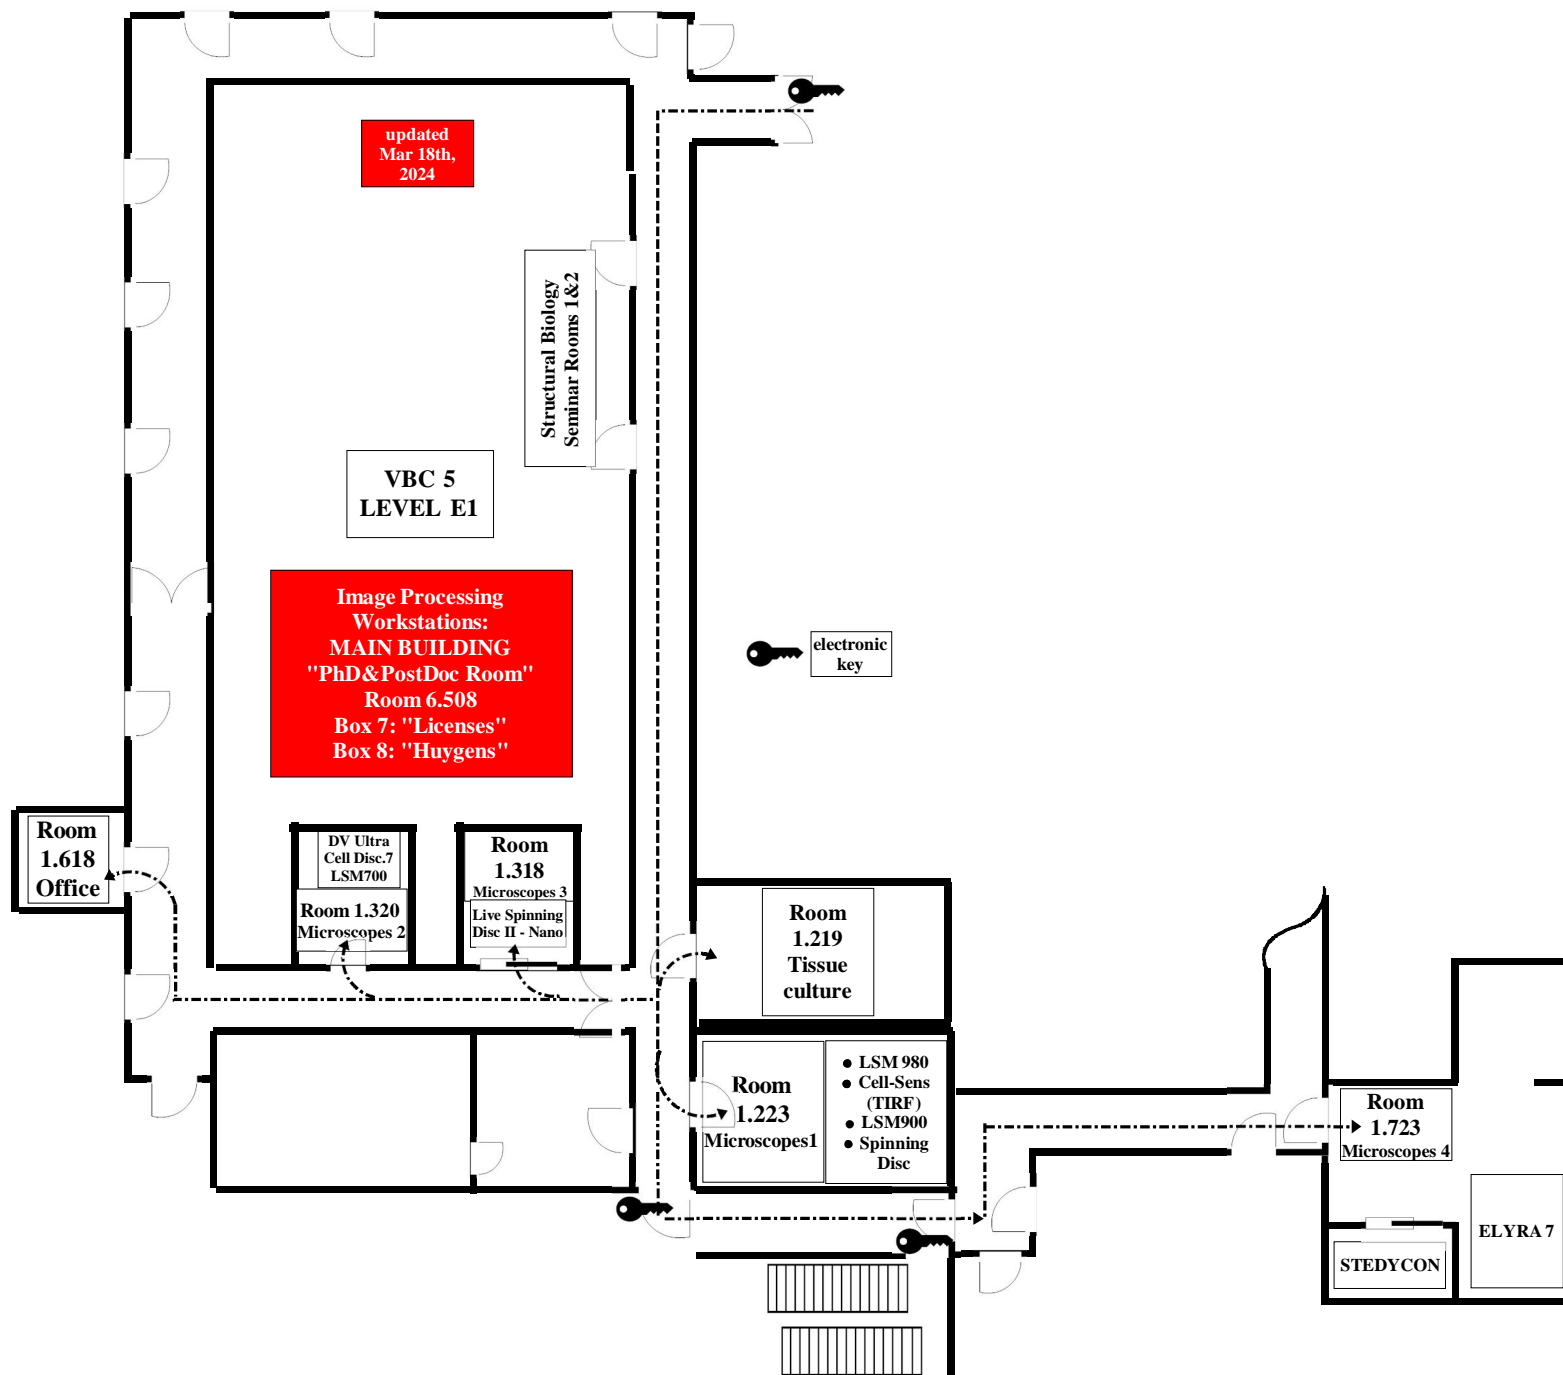 updated
Mar 18th,
2024
Structural Biology
Seminar Rooms 1&2
VBC 5
LEVEL E1
Image Processing
Workstations:
MAIN BUILDING
"PhD&PostDoc Room"
Room 6.508
Box 7: "Licenses"
Box 8: "Huygens"
electronic
key
Room
1.618
Office
DV Ultra
Cell Disc.7
LSM700
Room 1.320
Microscopes 2
Room
1.318
Microscopes 3
Live Spinning
Disc II - Nano
Room
1.219
Tissue
culture
Room
1.223
Microscopes1
● LSM 980
● Cell-Sens
(TIRF)
● LSM900
● Spinning
Disc
Room
1.723
Microscopes 4
ELYRA 7
STEDYCON